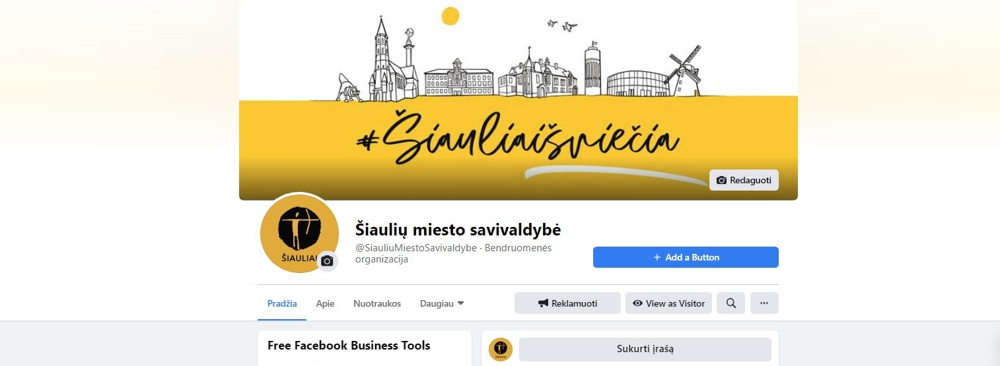 #Šiauliaišviečia
Redaguoti
ŠIAULIAI
Šiaulių miesto savivaldybė
@SiauliuMiestoSavivaldybe · Bendruomenės
organizacija
+ Add a Button
Pradžia Apie Nuotraukos Daugiau
Reklamuoti View as Visitor ...
Free Facebook Business Tools
ŠIAULIAI
Sukurti įrašą